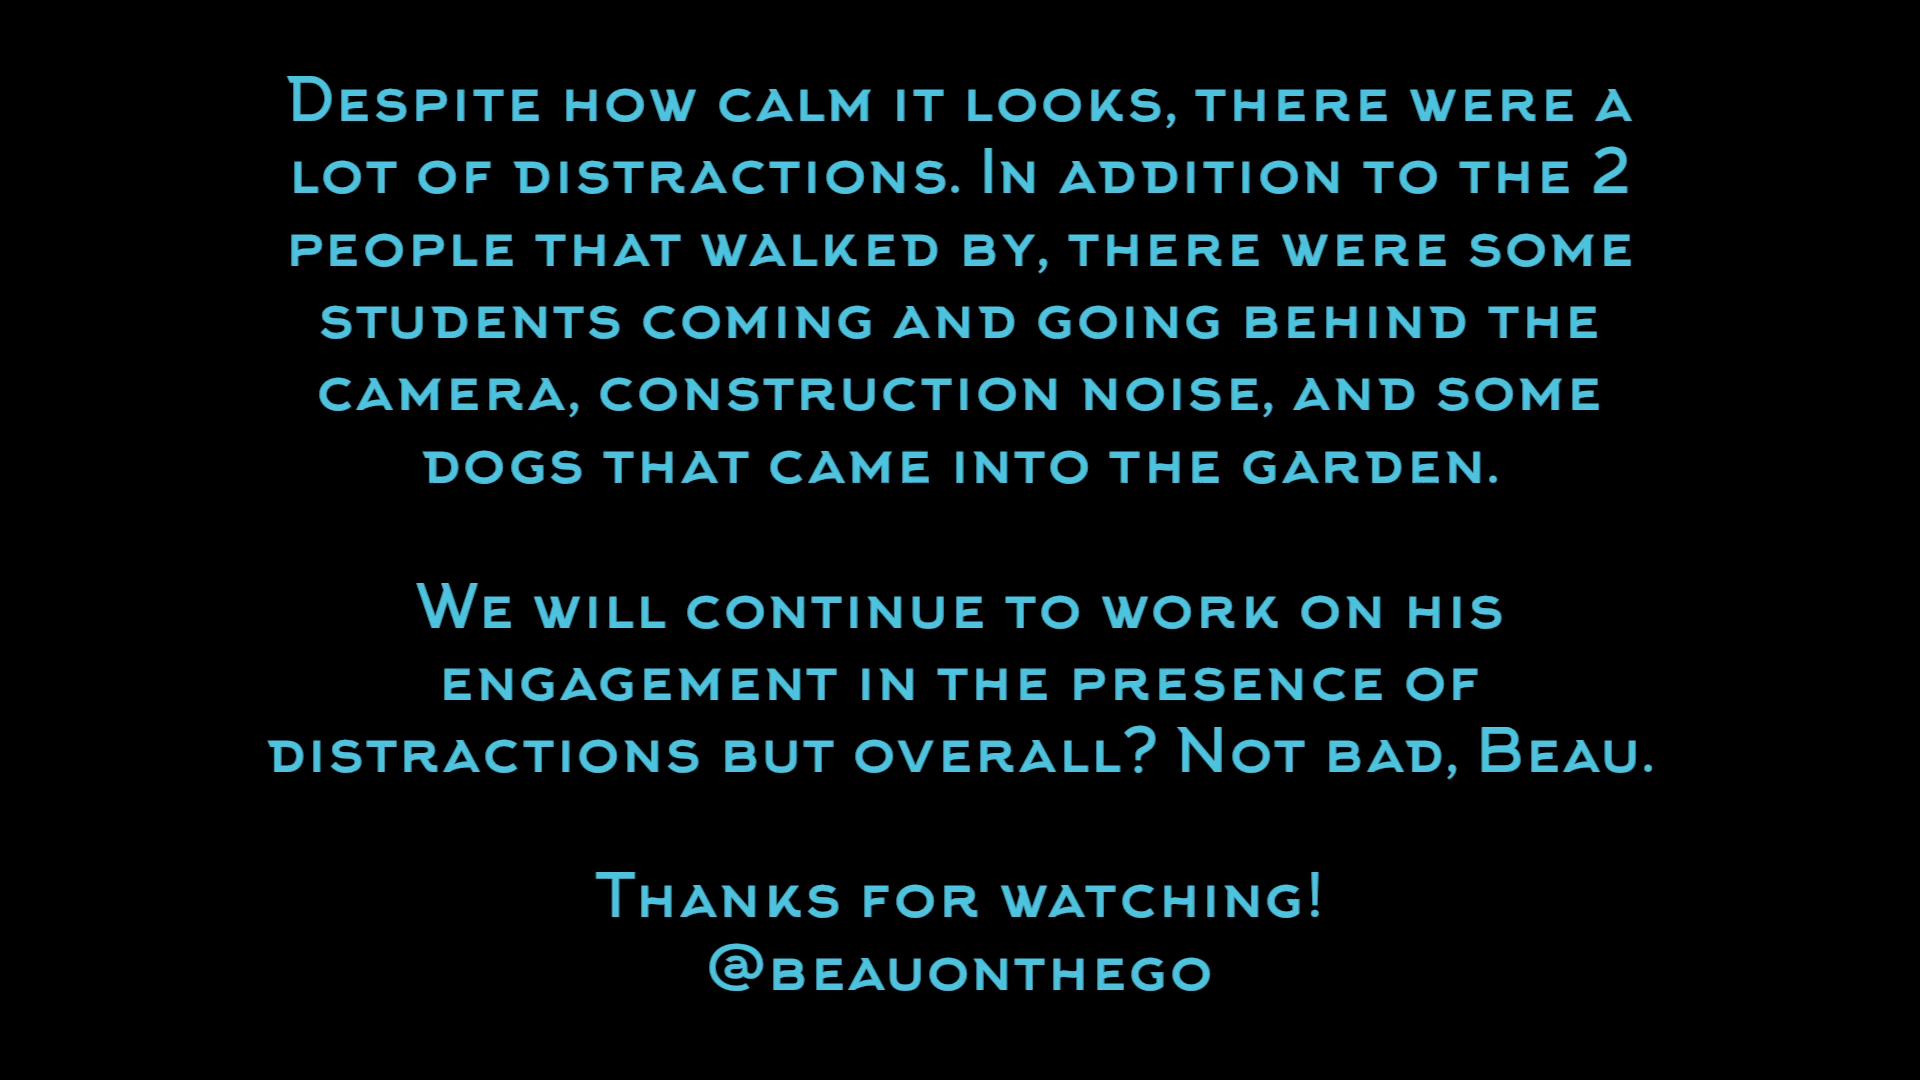 Despite how calm it looks, there were a
lot of distractions. In addition to the 2
people that walked by, there were some
students coming and going behind the
camera, construction noise, and some
dogs that came into the garden.
We will continue to work on his
engagement in the presence of
distractions but overall? Not bad, Beau.
Thanks for watching!
@beauonthego